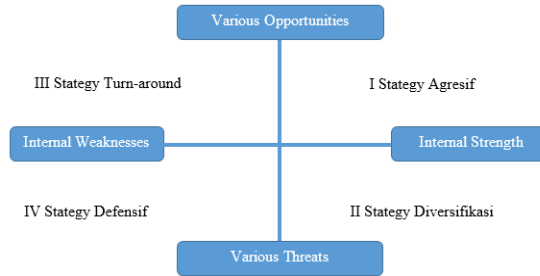 Various Opportunities
III Stategy Turn-around
I Stategy Agresif
Internal Weaknesses
Internal Strength
IV Stategy Defensif
II Stategy Diversifikasi
Various Threats